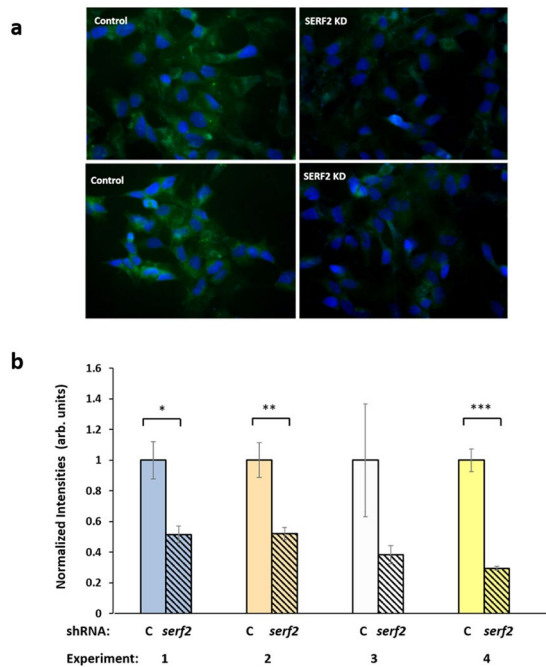 a
Control
SERF2 KD
Control
SERF2 KD
b
Normalized Intensities (arb. units)
1.6
1.4
1.2
1
0.8
0.6
0.4
0.2
0
*
**
***
shRNA: C serf2 C serf2 C serf2 C serf2
Experiment: 1 2 3 4